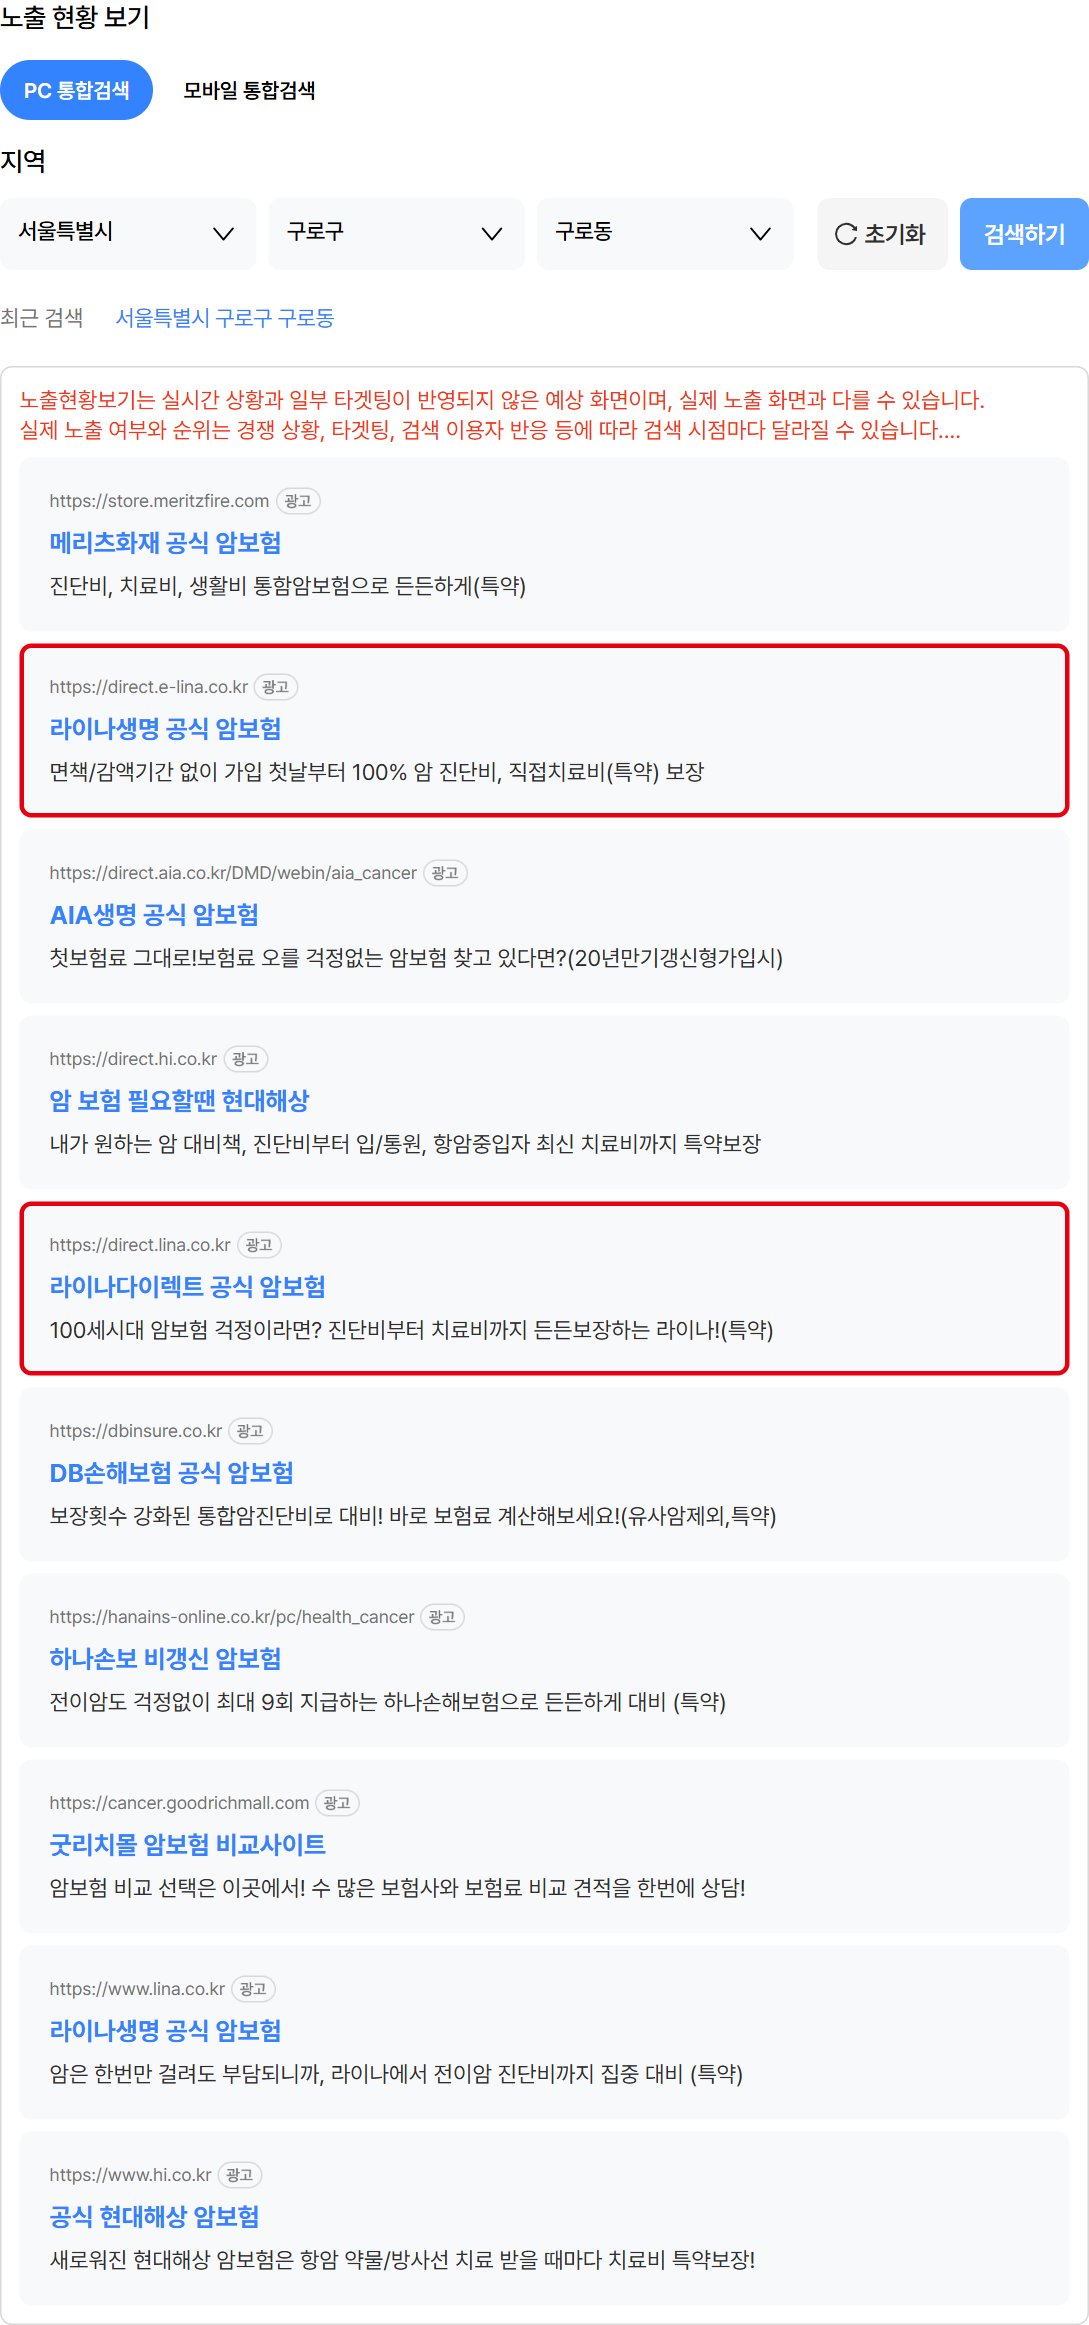 노출 현황 보기
PC 통합검색
모바일 통합검색
지역
서울특별시
구로구
구로동
초기화
검색하기
최근 검색
서울특별시 구로구 구로동
노출현황보기는 실시간 상황과 일부 타겟팅이 반영되지 않은 예상 화면이며, 실제 노출 화면과 다를 수 있습니다.
실제 노출 여부와 순위는 경쟁 상황, 타겟팅, 검색 이용자 반응 등에 따라 검색 시점마다 달라질 수 있습니다....
https://store.meritzfire.com 광고
메리츠화재 공식 암보험
진단비, 치료비, 생활비 통합암보험으로 든든하게(특약)
https://direct.e-lina.co.kr 광고
라이나생명 공식 암보험
면책/감액기간 없이 가입 첫날부터 100% 암 진단비, 직접치료비(특약) 보장
https://direct.aia.co.kr/DMD/webin/aia_cancer 광고
AIA생명 공식 암보험
첫보험료 그대로!보험료 오를 걱정없는 암보험 찾고 있다면?(20년만기갱신형가입시)
https://direct.hi.co.kr 광고
암 보험 필요할땐 현대해상
내가 원하는 암 대비책, 진단비부터 입/통원, 항암중입자 최신 치료비까지 특약보장
https://direct.lina.co.kr 광고
라이나다이렉트 공식 암보험
100세시대 암보험 걱정이라면? 진단비부터 치료비까지 든든보장하는 라이나!(특약)
https://dbinsure.co.kr 광고
DB손해보험 공식 암보험
보장횟수 강화된 통합암진단비로 대비! 바로 보험료 계산해보세요!(유사암제외,특약)
https://hanains-online.co.kr/pc/health_cancer 광고
하나손보 비갱신 암보험
전이암도 걱정없이 최대 9회 지급하는 하나손해보험으로 든든하게 대비 (특약)
https://cancer.goodrichmall.com 광고
굿리치몰 암보험 비교사이트
암보험 비교 선택은 이곳에서! 수 많은 보험사와 보험료 비교 견적을 한번에 상담!
https://www.lina.co.kr 광고
라이나생명 공식 암보험
암은 한번만 걸려도 부담되니까, 라이나에서 전이암 진단비까지 집중 대비 (특약)
https://www.hi.co.kr 광고
공식 현대해상 암보험
새로워진 현대해상 암보험은 항암 약물/방사선 치료 받을 때마다 치료비 특약보장!